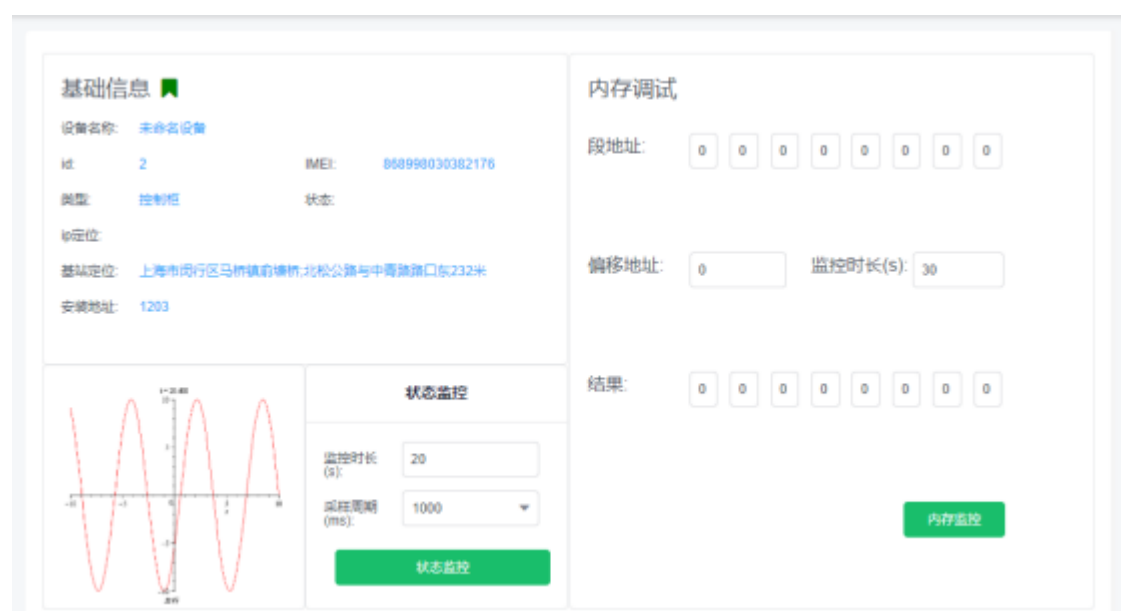 基础信息
设备名称: 未命名设备
id: 2 IMEI: 868998030382176
类型: 控制柜 状态:
ip定位:
基站定位: 上海市闵行区马桥镇俞塘桥;北松公路与中青路路口东232米
安装地址: 1203
状态监控
监控时长(s): 20
采样周期(ms): 1000
状态监控
内存调试
段地址: 0 0 0 0 0 0 0 0
偏移地址: 0 监控时长(s): 30
结果: 0 0 0 0 0 0 0 0
内存监控